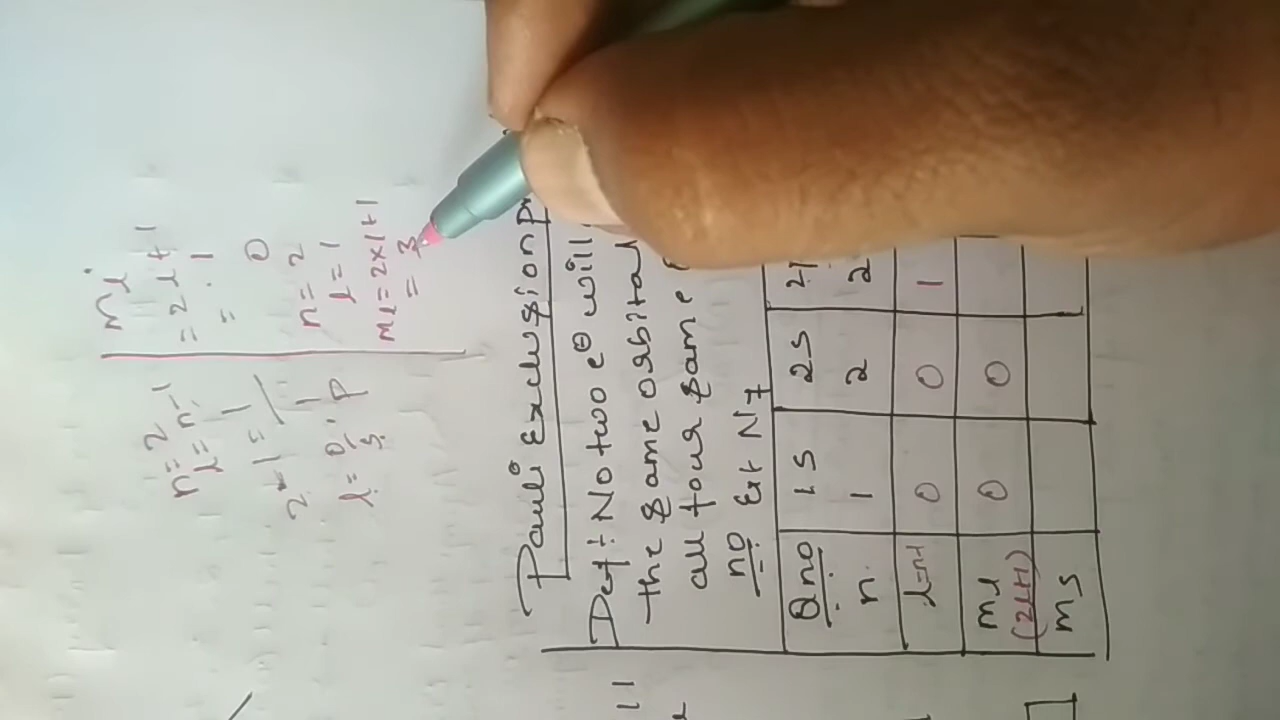 n=2
l=n-1
2-1=1
l= 0, 1
s p
ml
=2l+1
= 1
0
n=2
l=1
ml=2×1+1
= 3
Pauli Exclusion
Def:- No two e⊖ will
the same orbital
all four same
no Ex:- N7
Qno 1s 2s
n. 1 2 2
l=n-1 0 0 1
ml 0 0
(2l+1)
ms